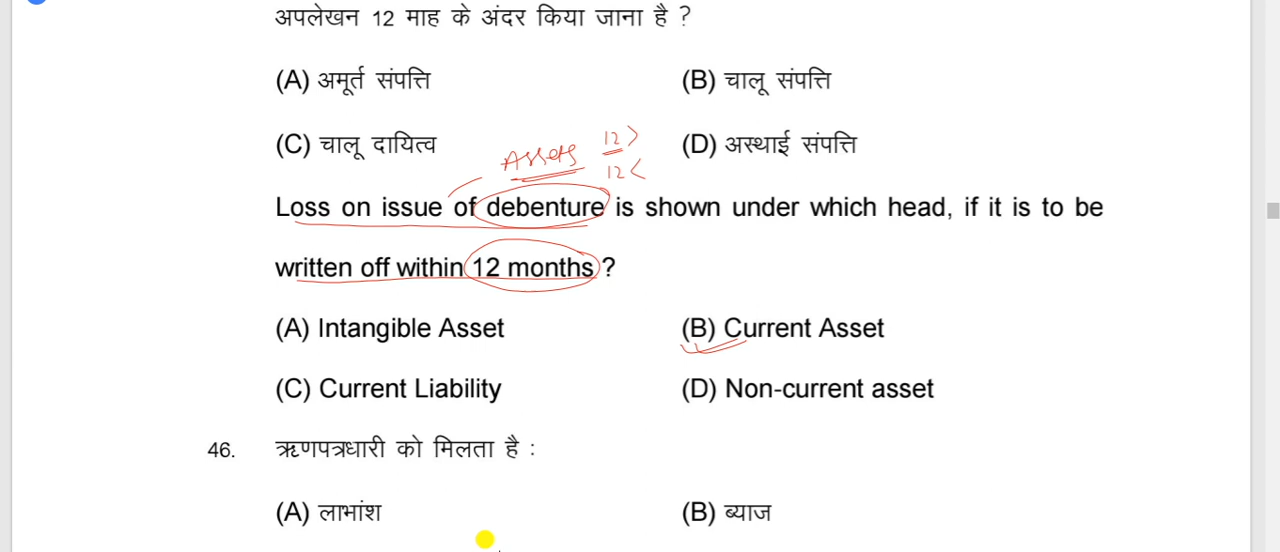 अपलेखन 12 माह के अंदर किया जाना है ?
(A) अमूर्त संपत्ति (B) चालू संपत्ति
(C) चालू दायित्व (D) अस्थाई संपत्ति
Assets 12 >
12 <
Loss on issue of debenture is shown under which head, if it is to be
written off within 12 months ?
(A) Intangible Asset (B) Current Asset
(C) Current Liability (D) Non-current asset
46. ऋणपत्रधारी को मिलता है :
(A) लाभांश (B) ब्याज